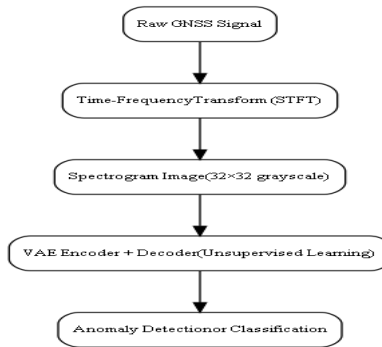 Raw GNSS Signal
Time-FrequencyTransform (STFT)
Spectrogram Image(32×32 grayscale)
VAE Encoder + Decoder(Unsupervised Learning)
Anomaly Detectionor Classification